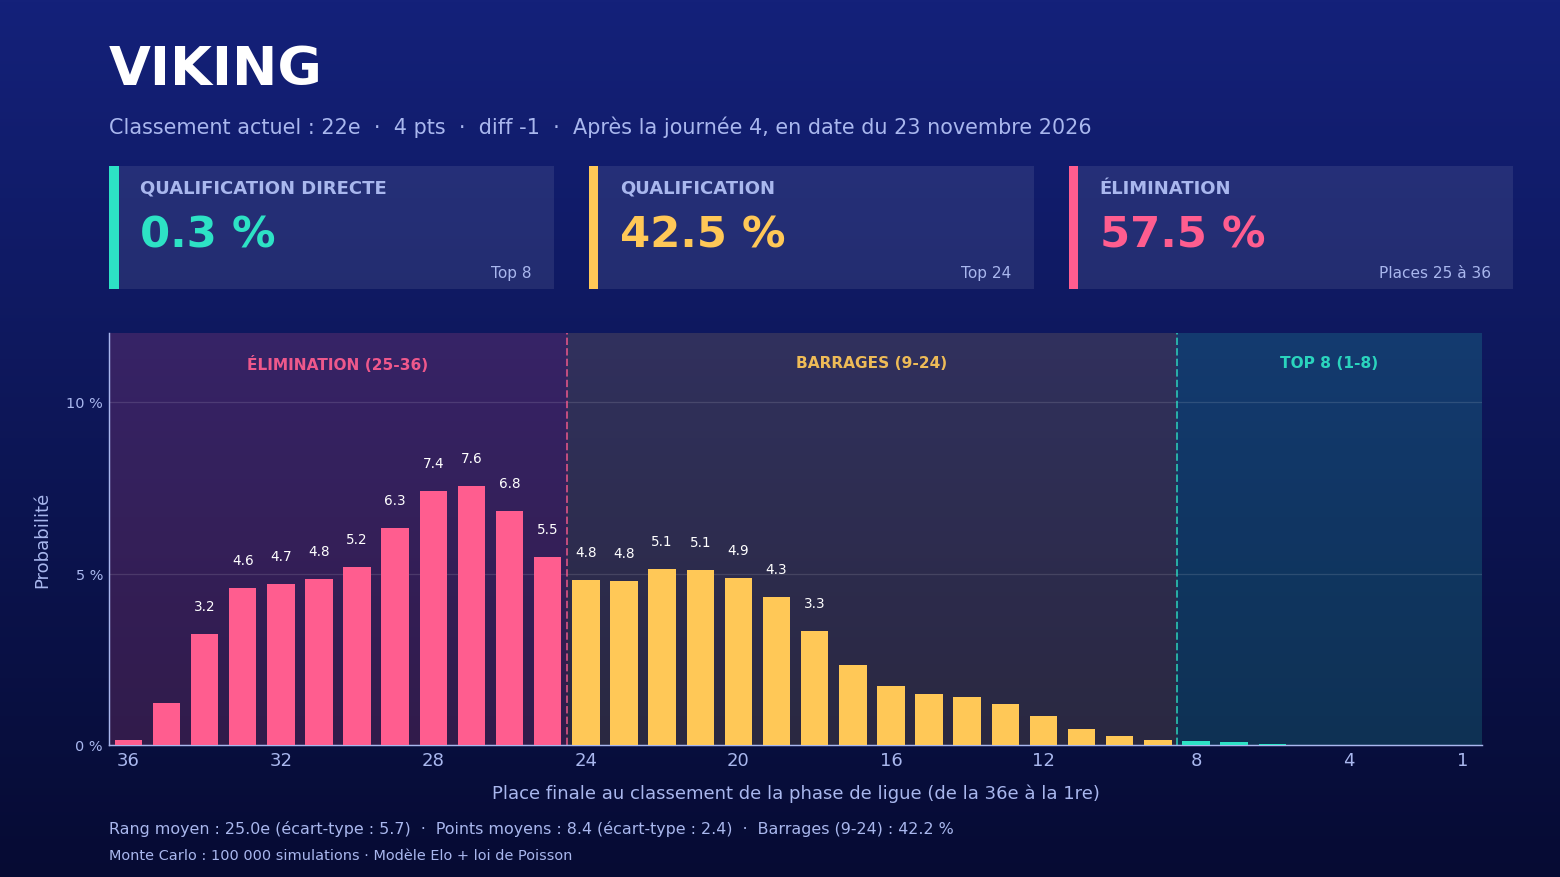 VIKING
Classement actuel : 22e · 4 pts · diff -1 · Après la journée 4, en date du 23 novembre 2026
QUALIFICATION DIRECTE
0.3 %
Top 8
QUALIFICATION
42.5 %
Top 24
ÉLIMINATION
57.5 %
Places 25 à 36
ÉLIMINATION (25-36)
BARRAGES (9-24)
TOP 8 (1-8)
Probabilité
10 %
5 %
0 %
3.2
4.6
4.7
4.8
5.2
6.3
7.4
7.6
6.8
5.5
4.8
4.8
5.1
5.1
4.9
4.3
3.3
36 32 28 24 20 16 12 8 4 1
Place finale au classement de la phase de ligue (de la 36e à la 1re)
Rang moyen : 25.0e (écart-type : 5.7) · Points moyens : 8.4 (écart-type : 2.4) · Barrages (9-24) : 42.2 %
Monte Carlo : 100 000 simulations · Modèle Elo + loi de Poisson